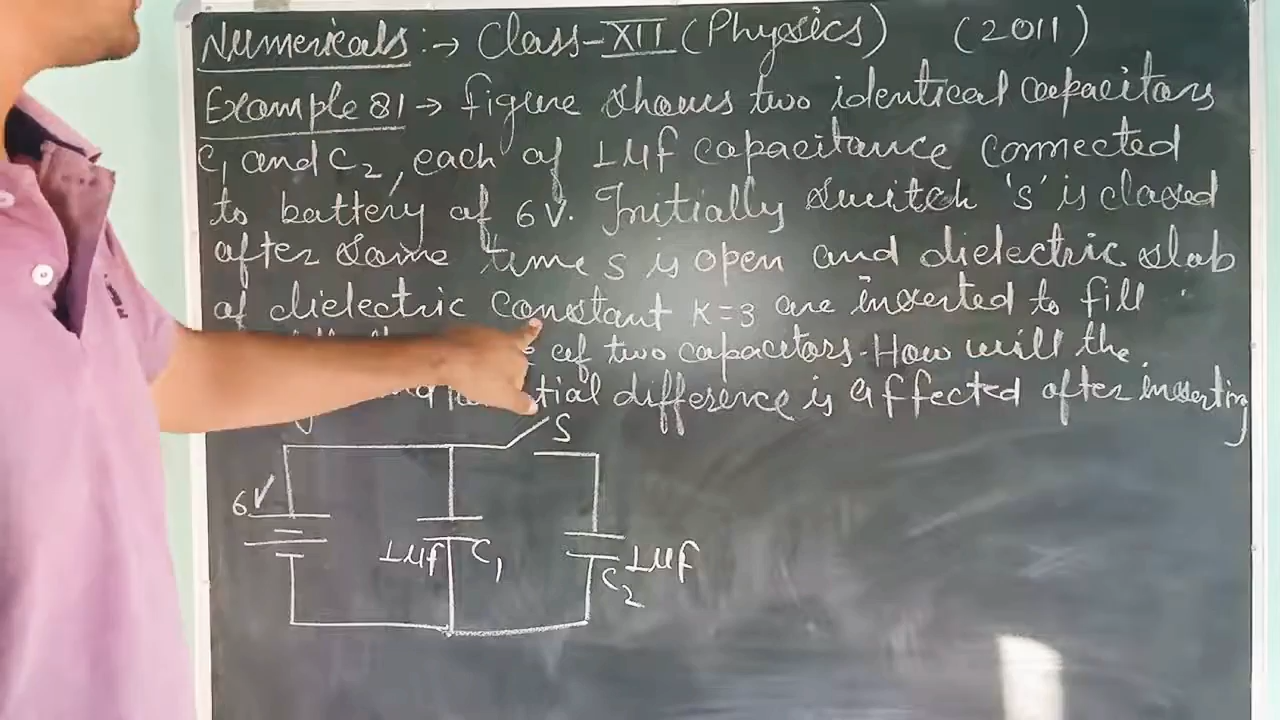 Numericals :→ Class-XII (Physics) (2011)
Example 81 → figure shows two identical capacitors
C1 and C2, each of 1μf capacitance connected
to battery of 6V. Initially switch 'S' is closed
after some time S is open and dielectric slab
of dielectric constant K=3 are inserted to fill
of two capacitors. How will the
tial difference is affected after inserting
S
6V
1μf C1
1μf
C2